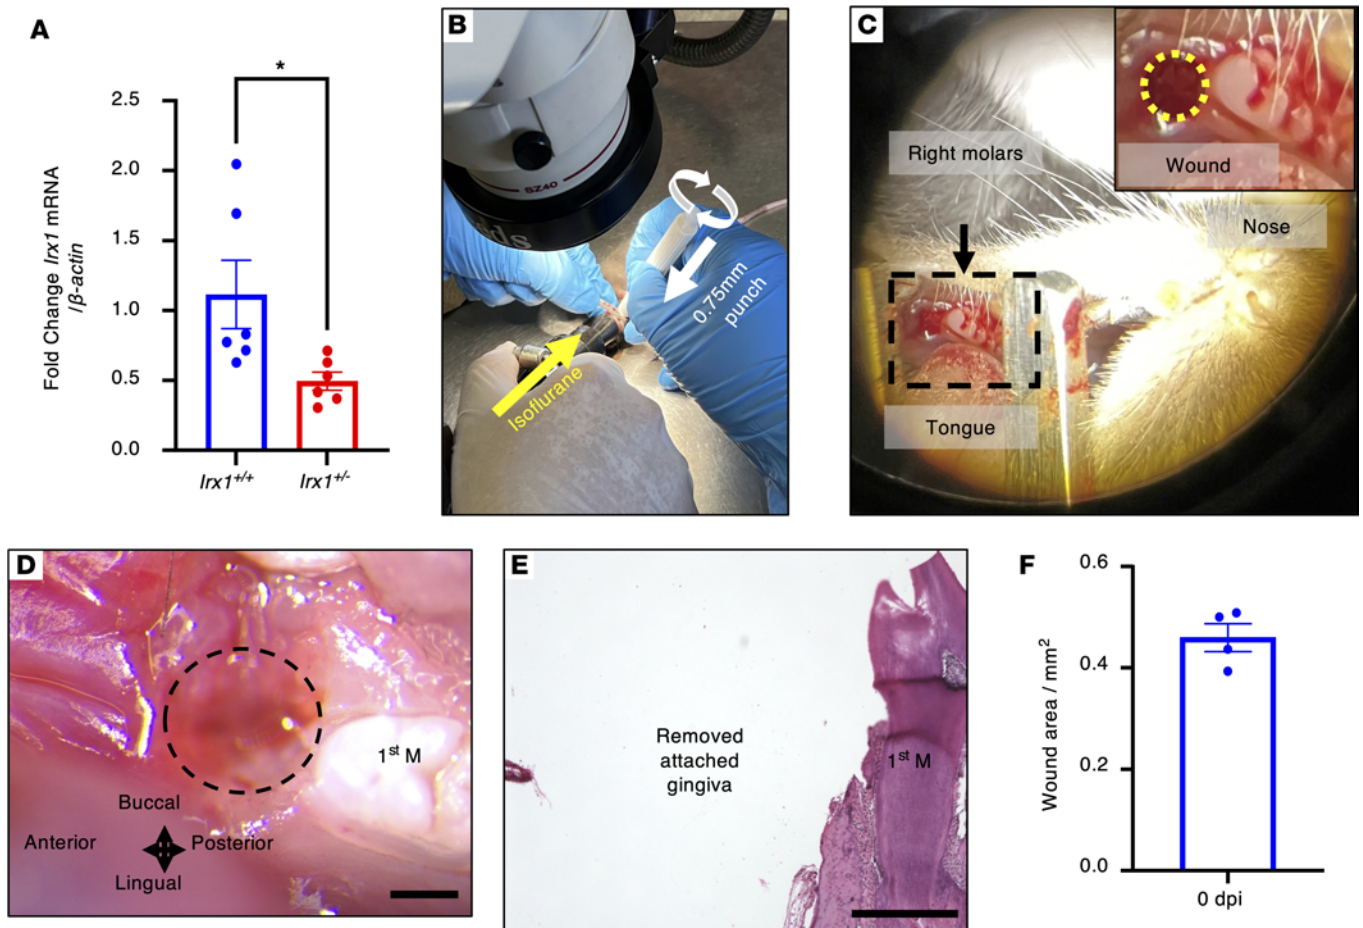 A
*
2.5
2.0
1.5
1.0
0.5
0.0
Fold Change Irx1 mRNA
/β-actin
Irx1+/+
Irx1+/-
B
SZ40
spi
0.75mm
punch
Isoflurane
C
Right molars
Wound
Nose
Tongue
D
1st M
Buccal
Anterior
Posterior
Lingual
E
Removed
attached
gingiva
1st M
F
0.6
0.4
0.2
0.0
Wound area / mm2
0 dpi